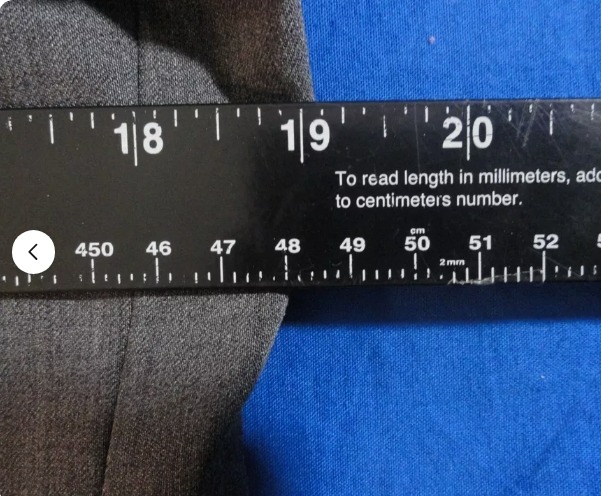 18 19 20
To read length in millimeters, add
to centimeters number.
cm
450 46 47 48 49 50 51 52
2mm